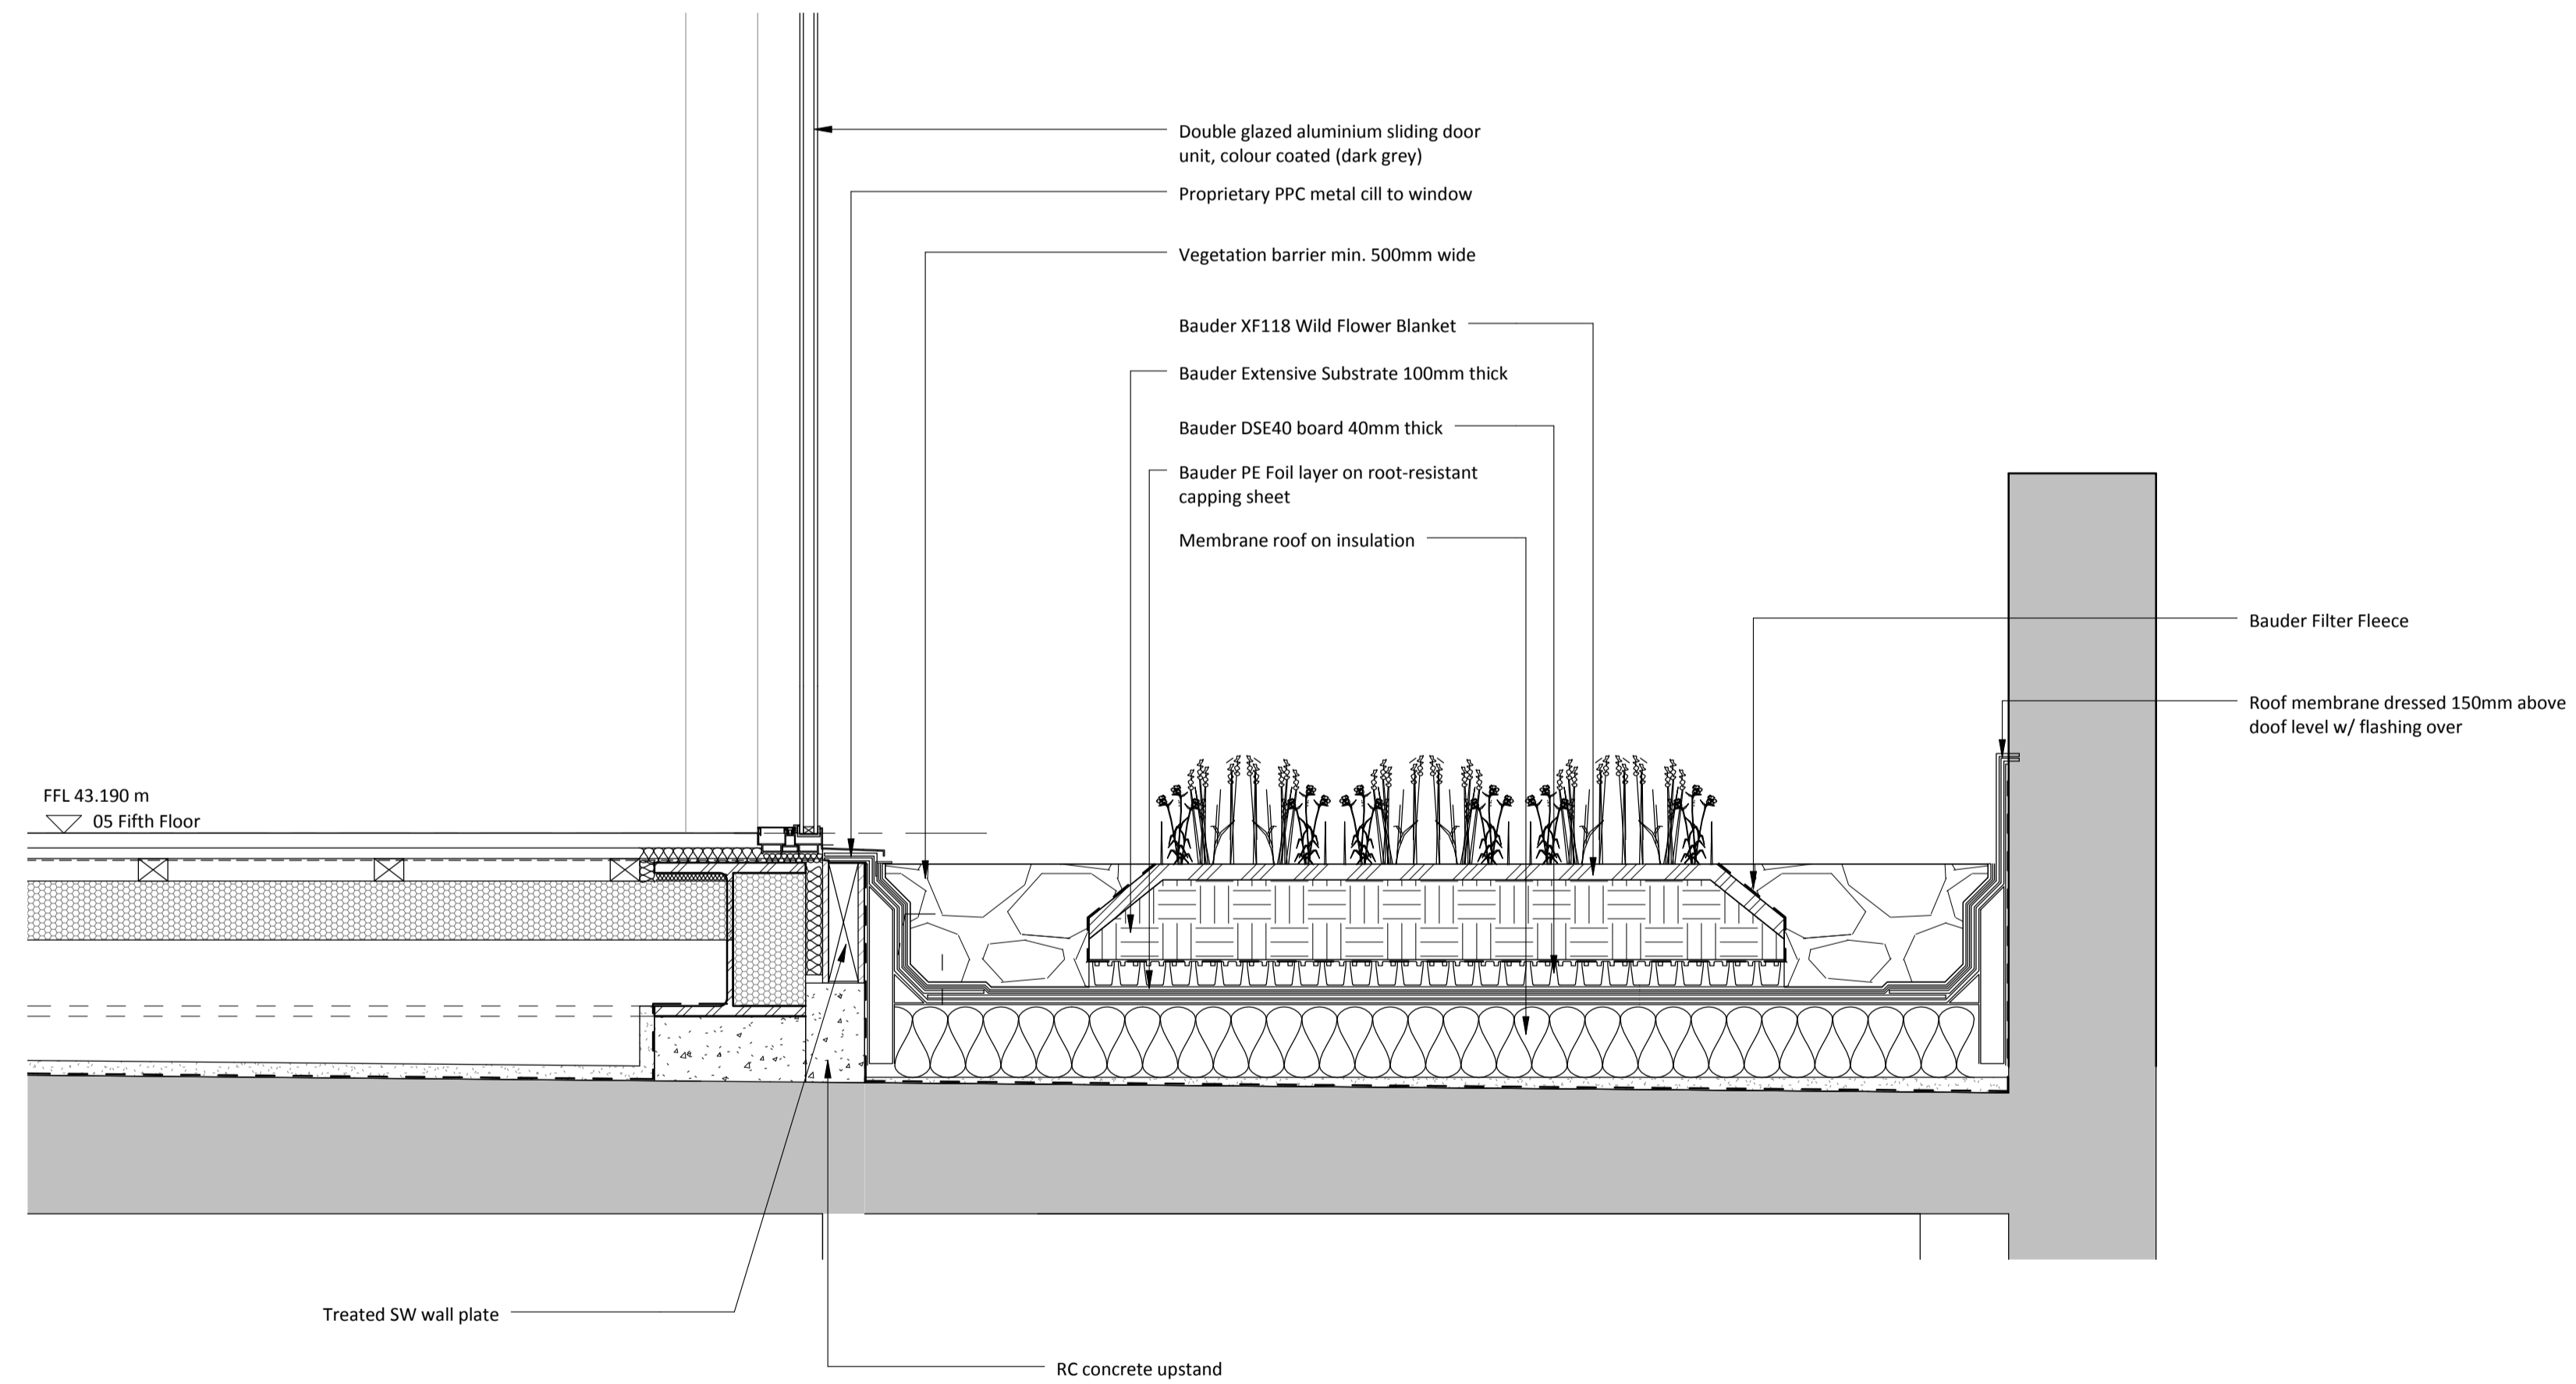 Double glazed aluminium sliding door
unit, colour coated (dark grey)
Proprietary PPC metal cill to window
Vegetation barrier min. 500mm wide
Bauder XF118 Wild Flower Blanket
Bauder Extensive Substrate 100mm thick
Bauder DSE40 board 40mm thick
Bauder PE Foil layer on root-resistant
capping sheet
Membrane roof on insulation
Bauder Filter Fleece
Roof membrane dressed 150mm above
doof level w/ flashing over
FFL 43.190 m
05 Fifth Floor
Treated SW wall plate
RC concrete upstand